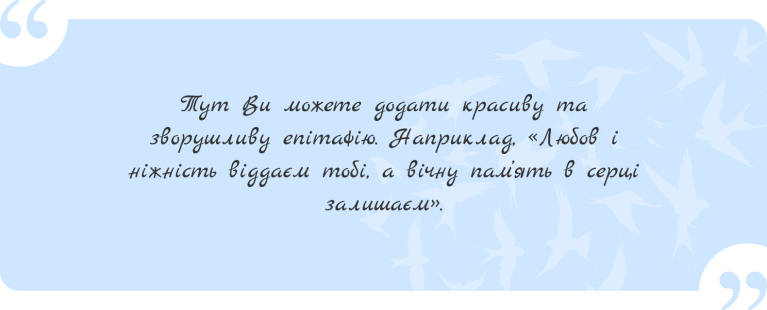 Тут Ви можете додати красиву та
зворушливу епітафію. Наприклад, «Любов і
ніжність віддаєм тобі, а вічну пам'ять в серці
залишаєм».